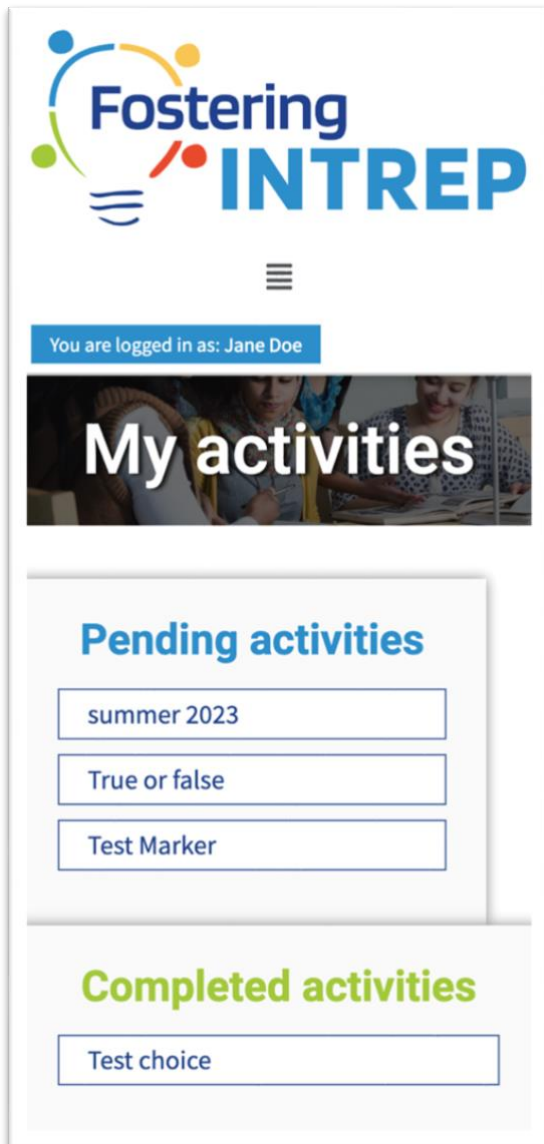 Fostering
INTREP
You are logged in as: Jane Doe
My activities
Pending activities
summer 2023
True or false
Test Marker
Completed activities
Test choice